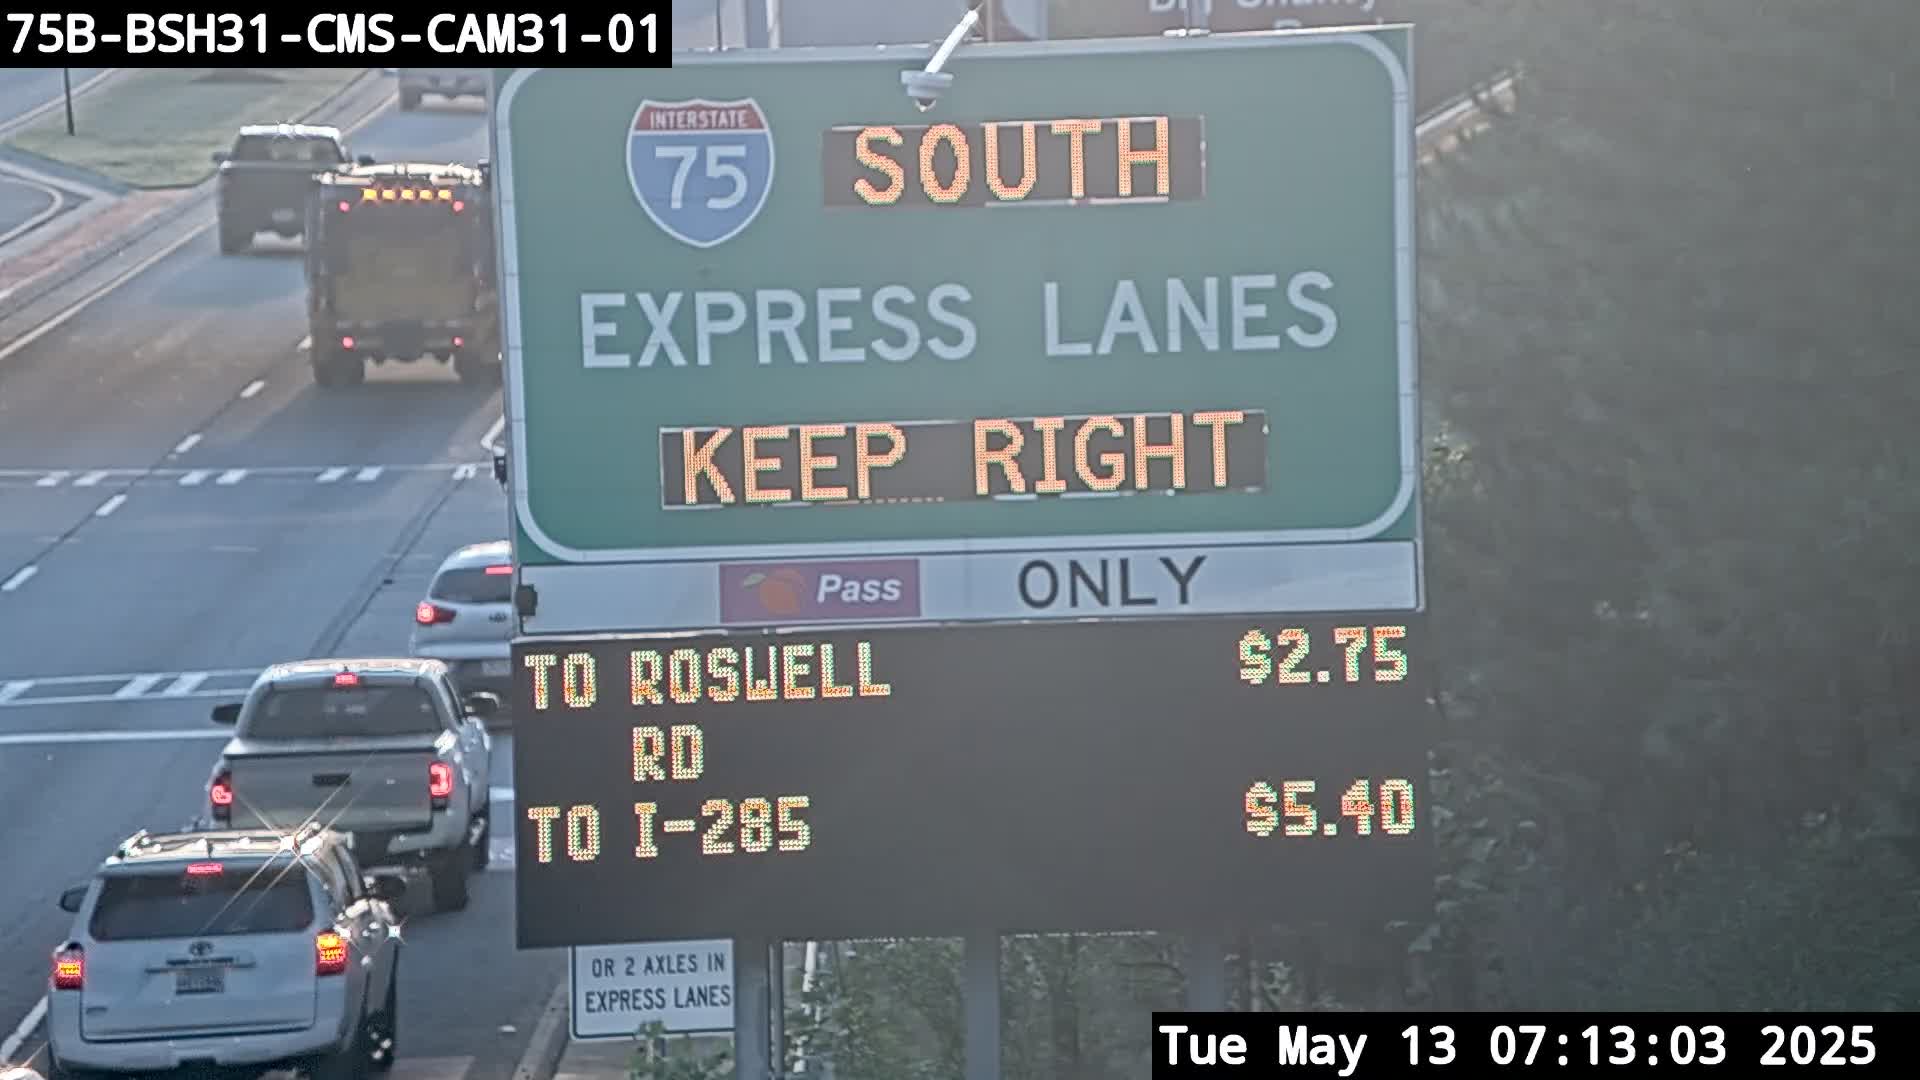 75B-BSH31-CMS-CAM31-01
INTERSTATE
75
SOUTH
EXPRESS LANES
KEEP RIGHT
Pass ONLY
TO ROSWELL $2.75
RD
TO I-285 $5.40
OR 2 AXLES IN
EXPRESS LANES
Tue May 13 07:13:03 2025